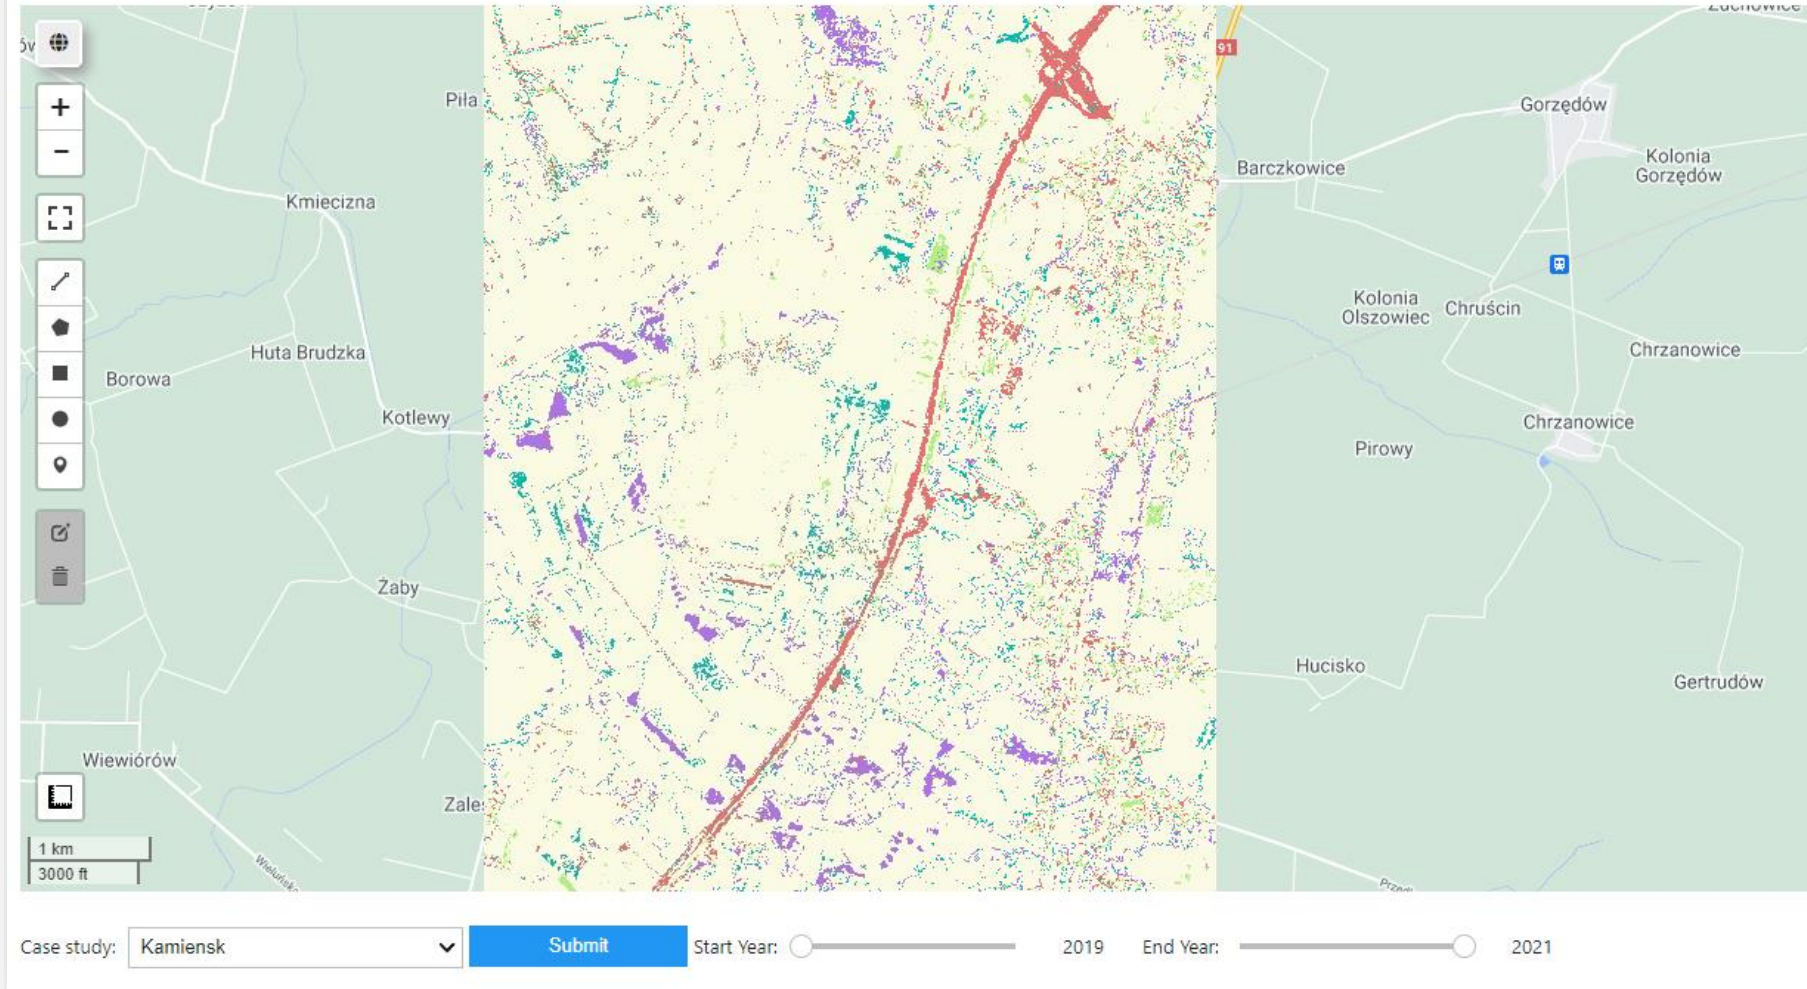 91
Piła
Gorzędów
Kolonia
Gorzędów
Barczkowice
Kmiecizna
Kolonia
Olszowiec
Chruścin
Huta Brudzka
Chrzanowice
Borowa
Kotlewy
Chrzanowice
Pirowy
Żaby
Hucisko
Gertrudów
Wiewiórów
Zales
1 km
3000 ft
Case study: Kamiensk Submit Start Year: 2019 End Year: 2021